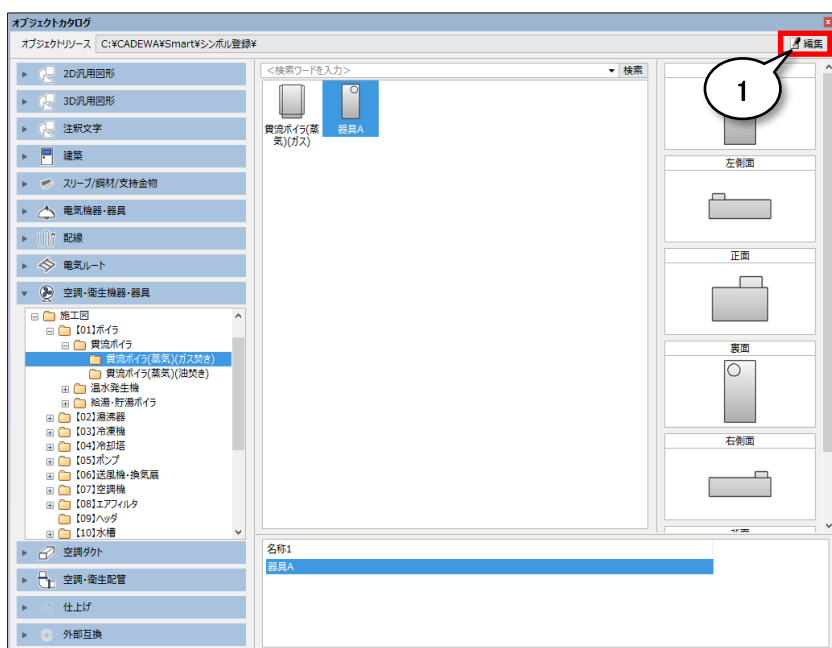 オブジェクトカタログ
オブジェクトリソース C:¥CADEWA¥Smart¥シンボル登録¥
編集
1
2D汎用図形
3D汎用図形
注釈文字
建築
スリーブ/鋼材/支持金物
電気機器・器具
配線
電気ルート
空調・衛生機器・器具
施工図
【01】ボイラ
貫流ボイラ
貫流ボイラ(蒸気)(ガス焚き)
貫流ボイラ(蒸気)(油焚き)
温水発生機
給湯・貯湯ボイラ
【02】湯沸器
【03】冷凍機
【04】冷却塔
【05】ポンプ
【06】送風機・換気扇
【07】空調機
【08】エアフィルタ
【09】ヘッダ
【10】水槽
空調ダクト
空調・衛生配管
仕上げ
外部互換
<検索ワードを入力>
検索
貫流ボイラ(蒸
気)(ガス)
器具A
名称1
器具A
左側面
正面
裏面
右側面